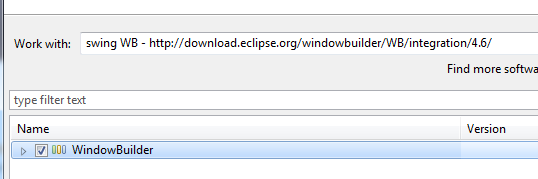 Work with: swing WB - http://download.eclipse.org/windowbuilder/WB/integration/4.6/
Find more softwa
type filter text
Name Version
WindowBuilder